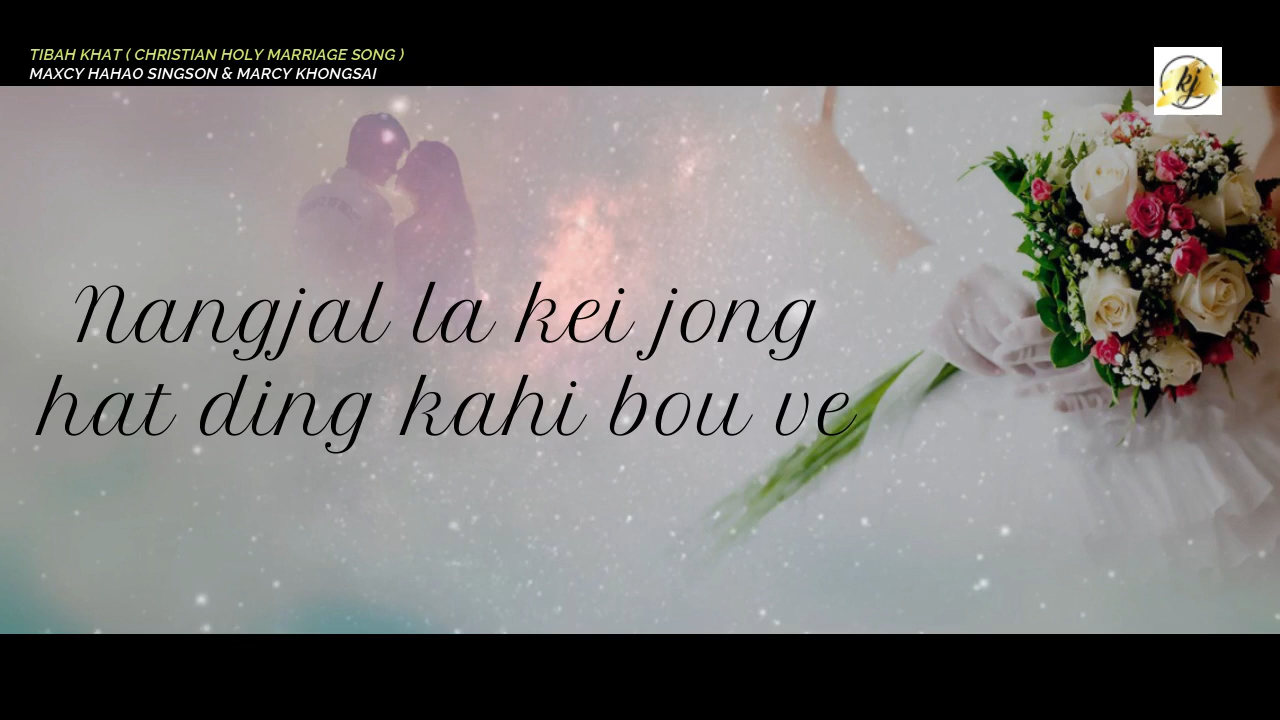 TIBAH KHAT ( CHRISTIAN HOLY MARRIAGE SONG )
MAXCY HAHAO SINGSON & MARCY KHONGSAI
kj
Nangjal la kei jong
hat ding kahi bou ve